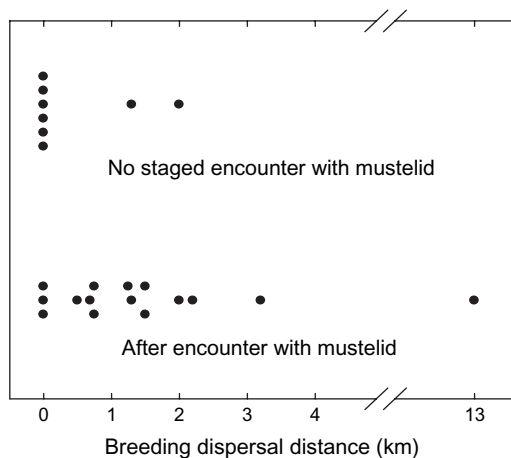 No staged encounter with mustelid
After encounter with mustelid
0 1 2 3 4 13
Breeding dispersal distance (km)